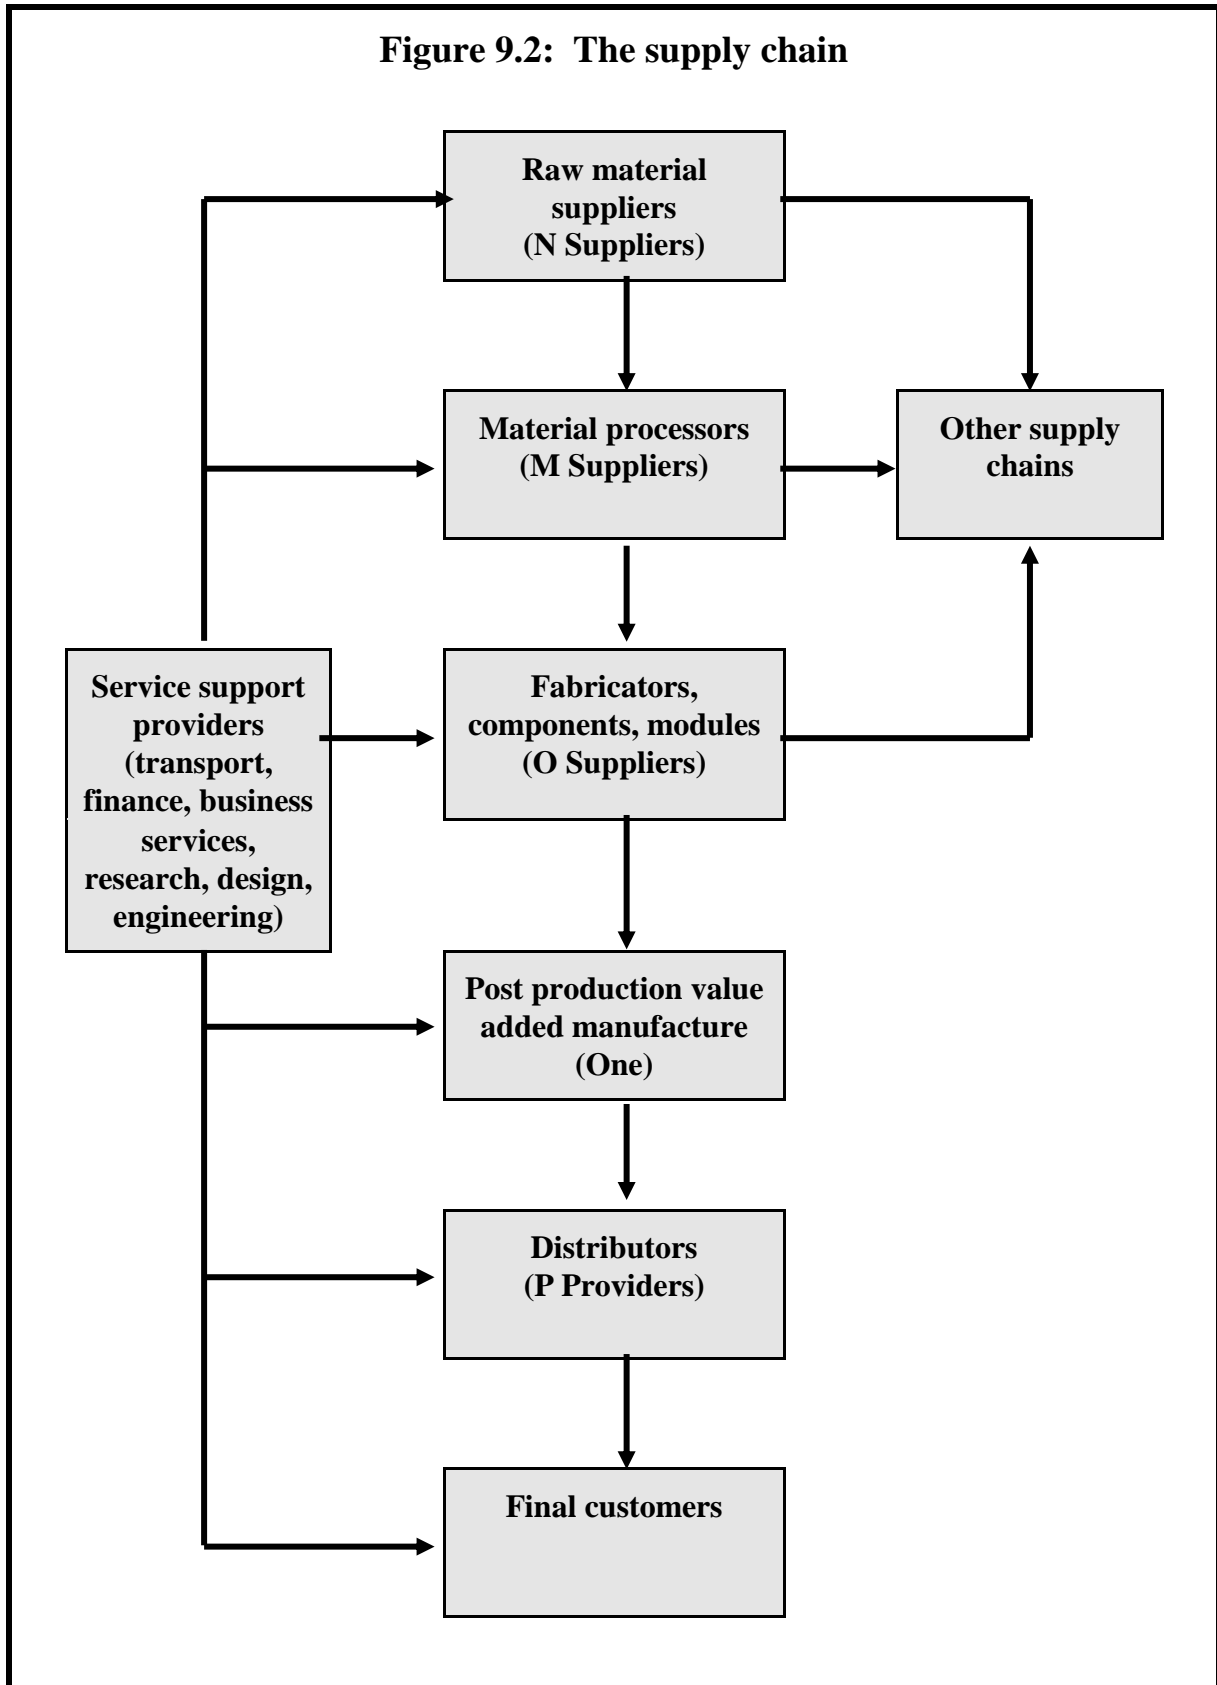 Figure 9.2:  The supply chain
Raw material
suppliers
(N Suppliers)
Material processors
(M Suppliers)
Other supply
chains
Service support
providers
(transport,
finance, business
services,
research, design,
engineering)
Fabricators,
components, modules
(O Suppliers)
Post production value
added manufacture
(One)
Distributors
(P Providers)
Final customers